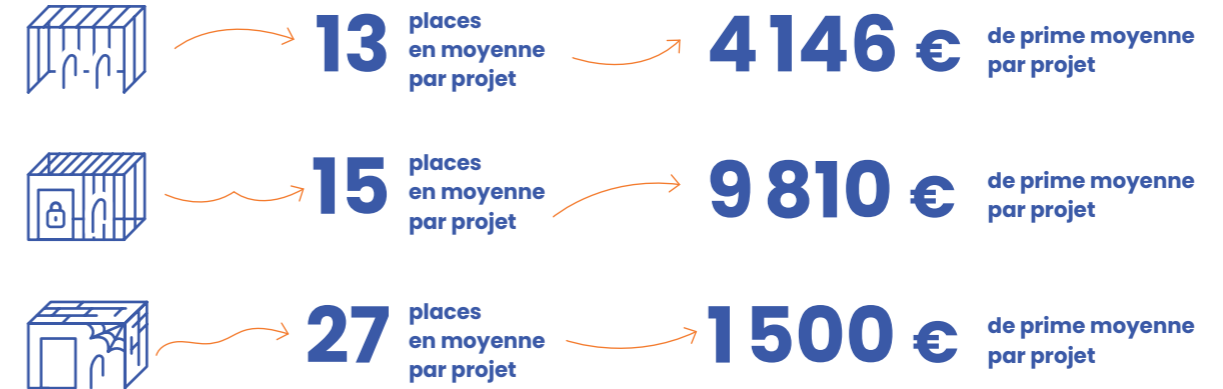 13 places
en moyenne
par projet
4 146 € de prime moyenne
par projet
15 places
en moyenne
par projet
9 810 € de prime moyenne
par projet
27 places
en moyenne
par projet
1 500 € de prime moyenne
par projet